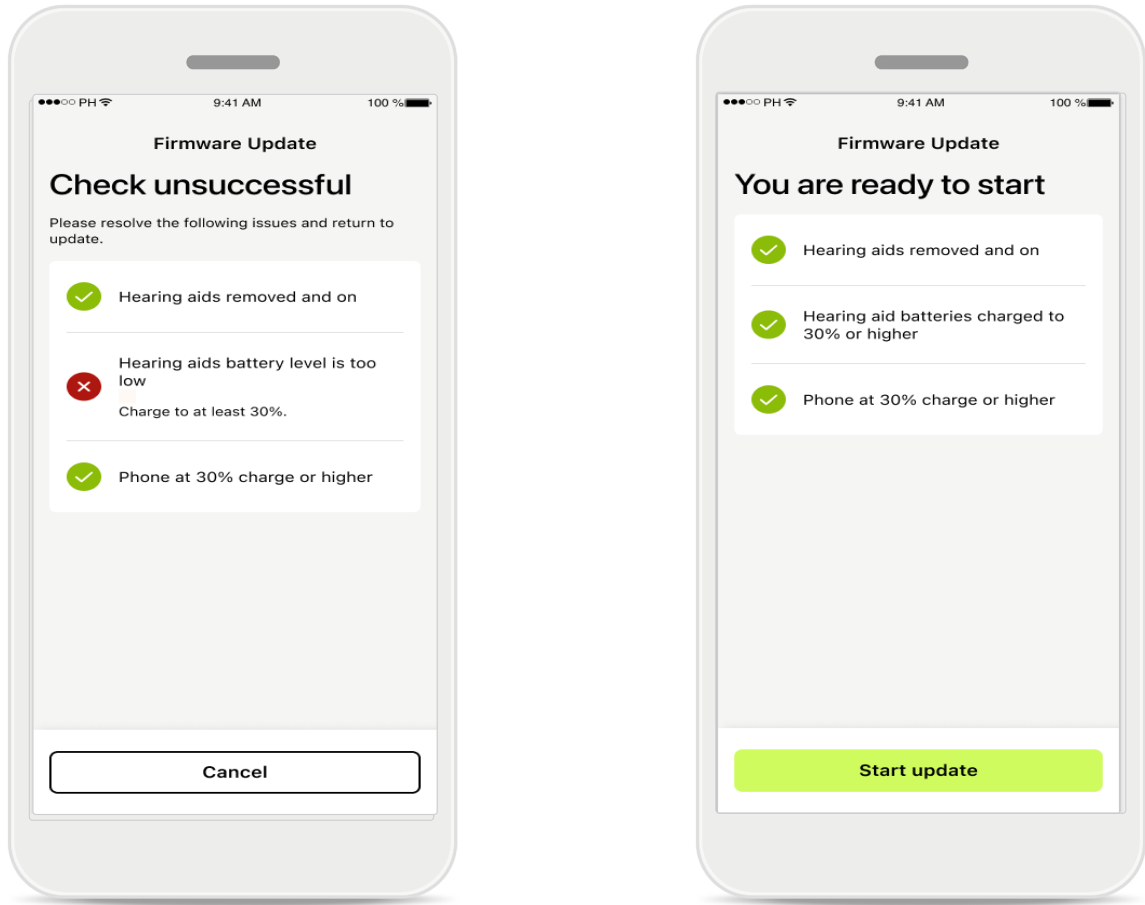 PH 9:41 AM 100 %
Firmware Update
Check unsuccessful
Please resolve the following issues and return to
update.
Hearing aids removed and on
Hearing aids battery level is too
low
Charge to at least 30%.
Phone at 30% charge or higher
Cancel
PH 9:41 AM 100 %
Firmware Update
You are ready to start
Hearing aids removed and on
Hearing aid batteries charged to
30% or higher
Phone at 30% charge or higher
Start update